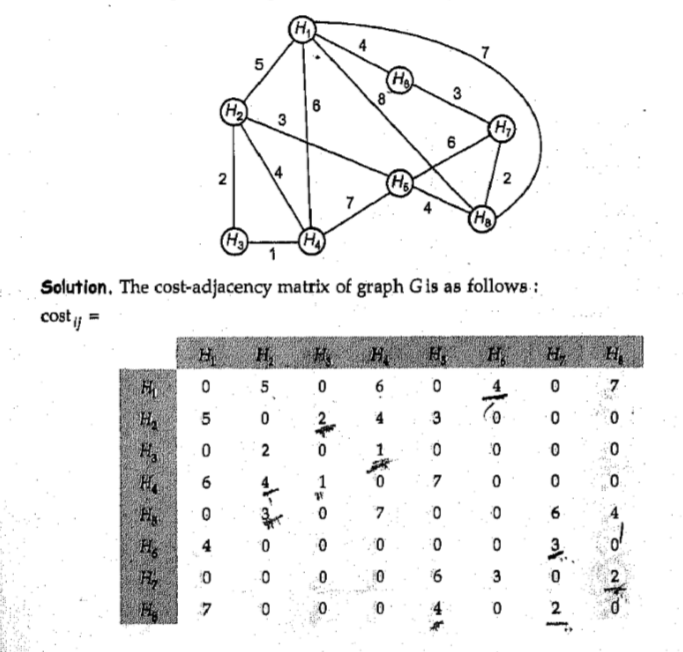 H1
4
7
5
H6
3
8
6
H2
3
H7
6
4
2
H5
2
7
4
H8
H3
H4
1
Solution. The cost-adjacency matrix of graph G is as follows :
cost ij =
H1 H2 H3 H4 H5 H6 H7 H8
H1 0 5 0 6 0 4 0 7
H2 5 0 2 4 3 0 0 0
H3 0 2 0 1 0 0 0 0
H4 6 4 1 0 7 0 0 0
H5 0 3 0 7 0 0 6 4
H6 4 0 0 0 0 0 3 0
H7 0 0 0 0 6 3 0 2
H8 7 0 0 0 4 0 2 0